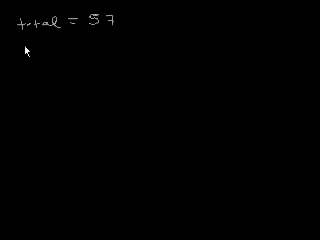 total = 57